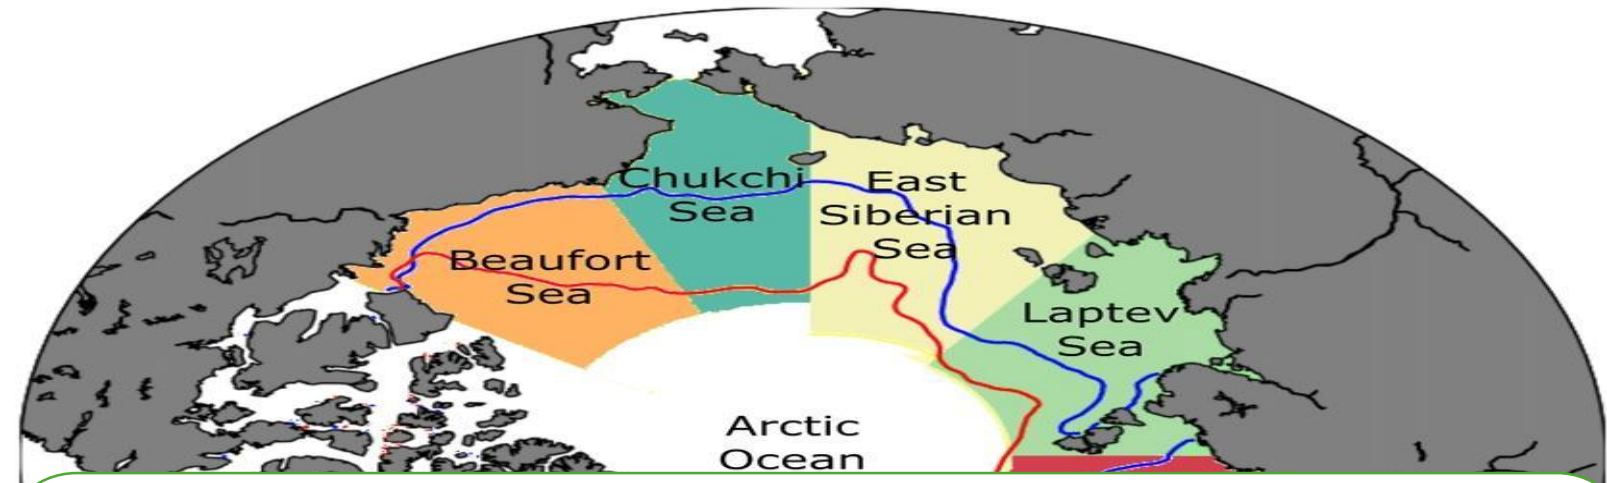 Chukchi
Sea
East
Siberian
Sea
Beaufort
Sea
Laptev
Sea
Arctic
Ocean